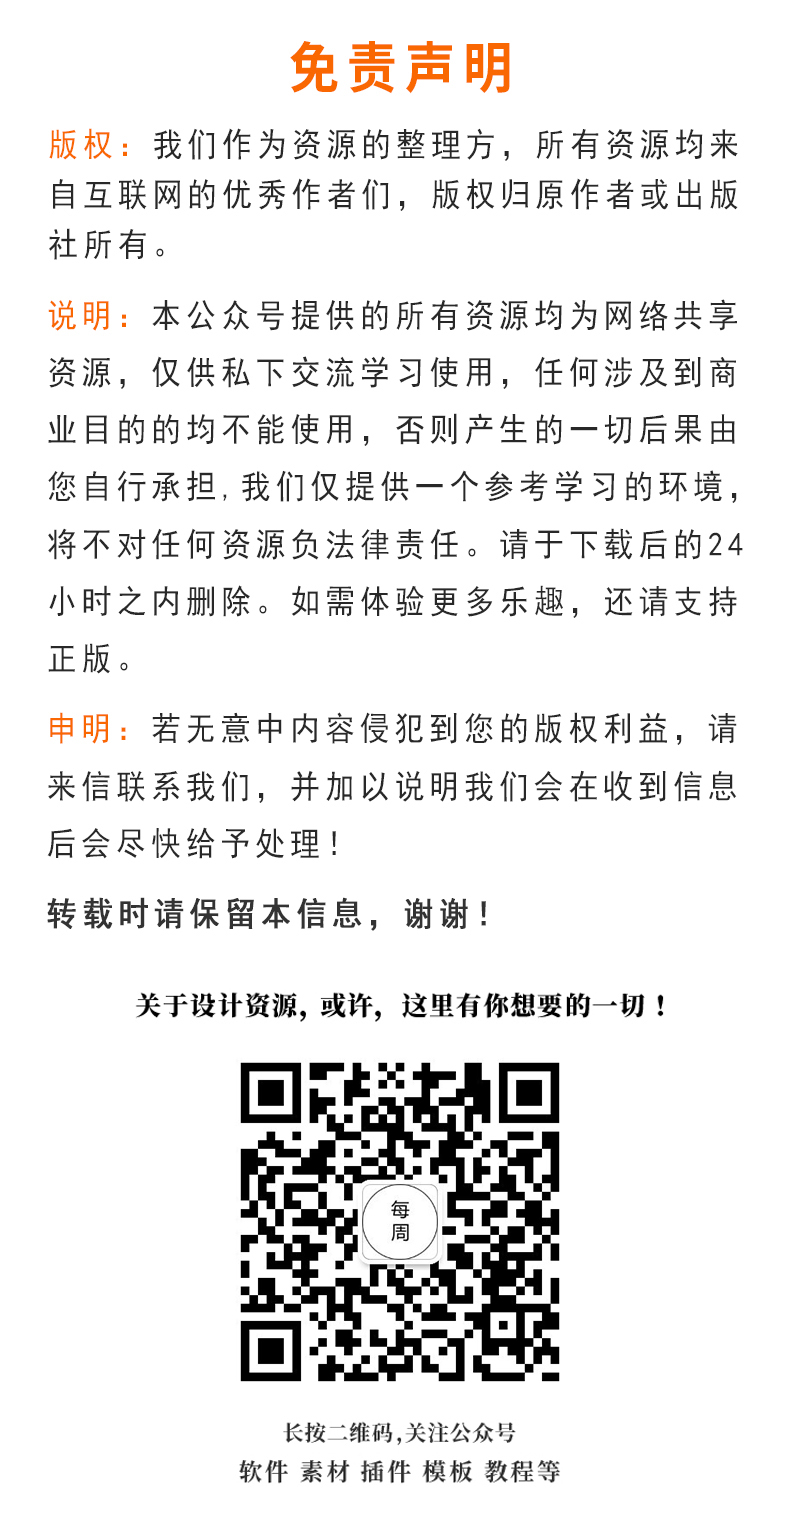 免责声明
版权：我们作为资源的整理方，所有资源均来
自互联网的优秀作者们，版权归原作者或出版
社所有。
说明：本公众号提供的所有资源均为网络共享
资源，仅供私下交流学习使用，任何涉及到商
业目的的均不能使用，否则产生的一切后果由
您自行承担,我们仅提供一个参考学习的环境，
将不对任何资源负法律责任。请于下载后的24
小时之内删除。如需体验更多乐趣，还请支持
正版。
申明：若无意中内容侵犯到您的版权利益，请
来信联系我们，并加以说明我们会在收到信息
后会尽快给予处理！
转载时请保留本信息，谢谢！
关于设计资源，或许，这里有你想要的一切！
每
周
长按二维码,关注公众号
软件 素材 插件 模板 教程等